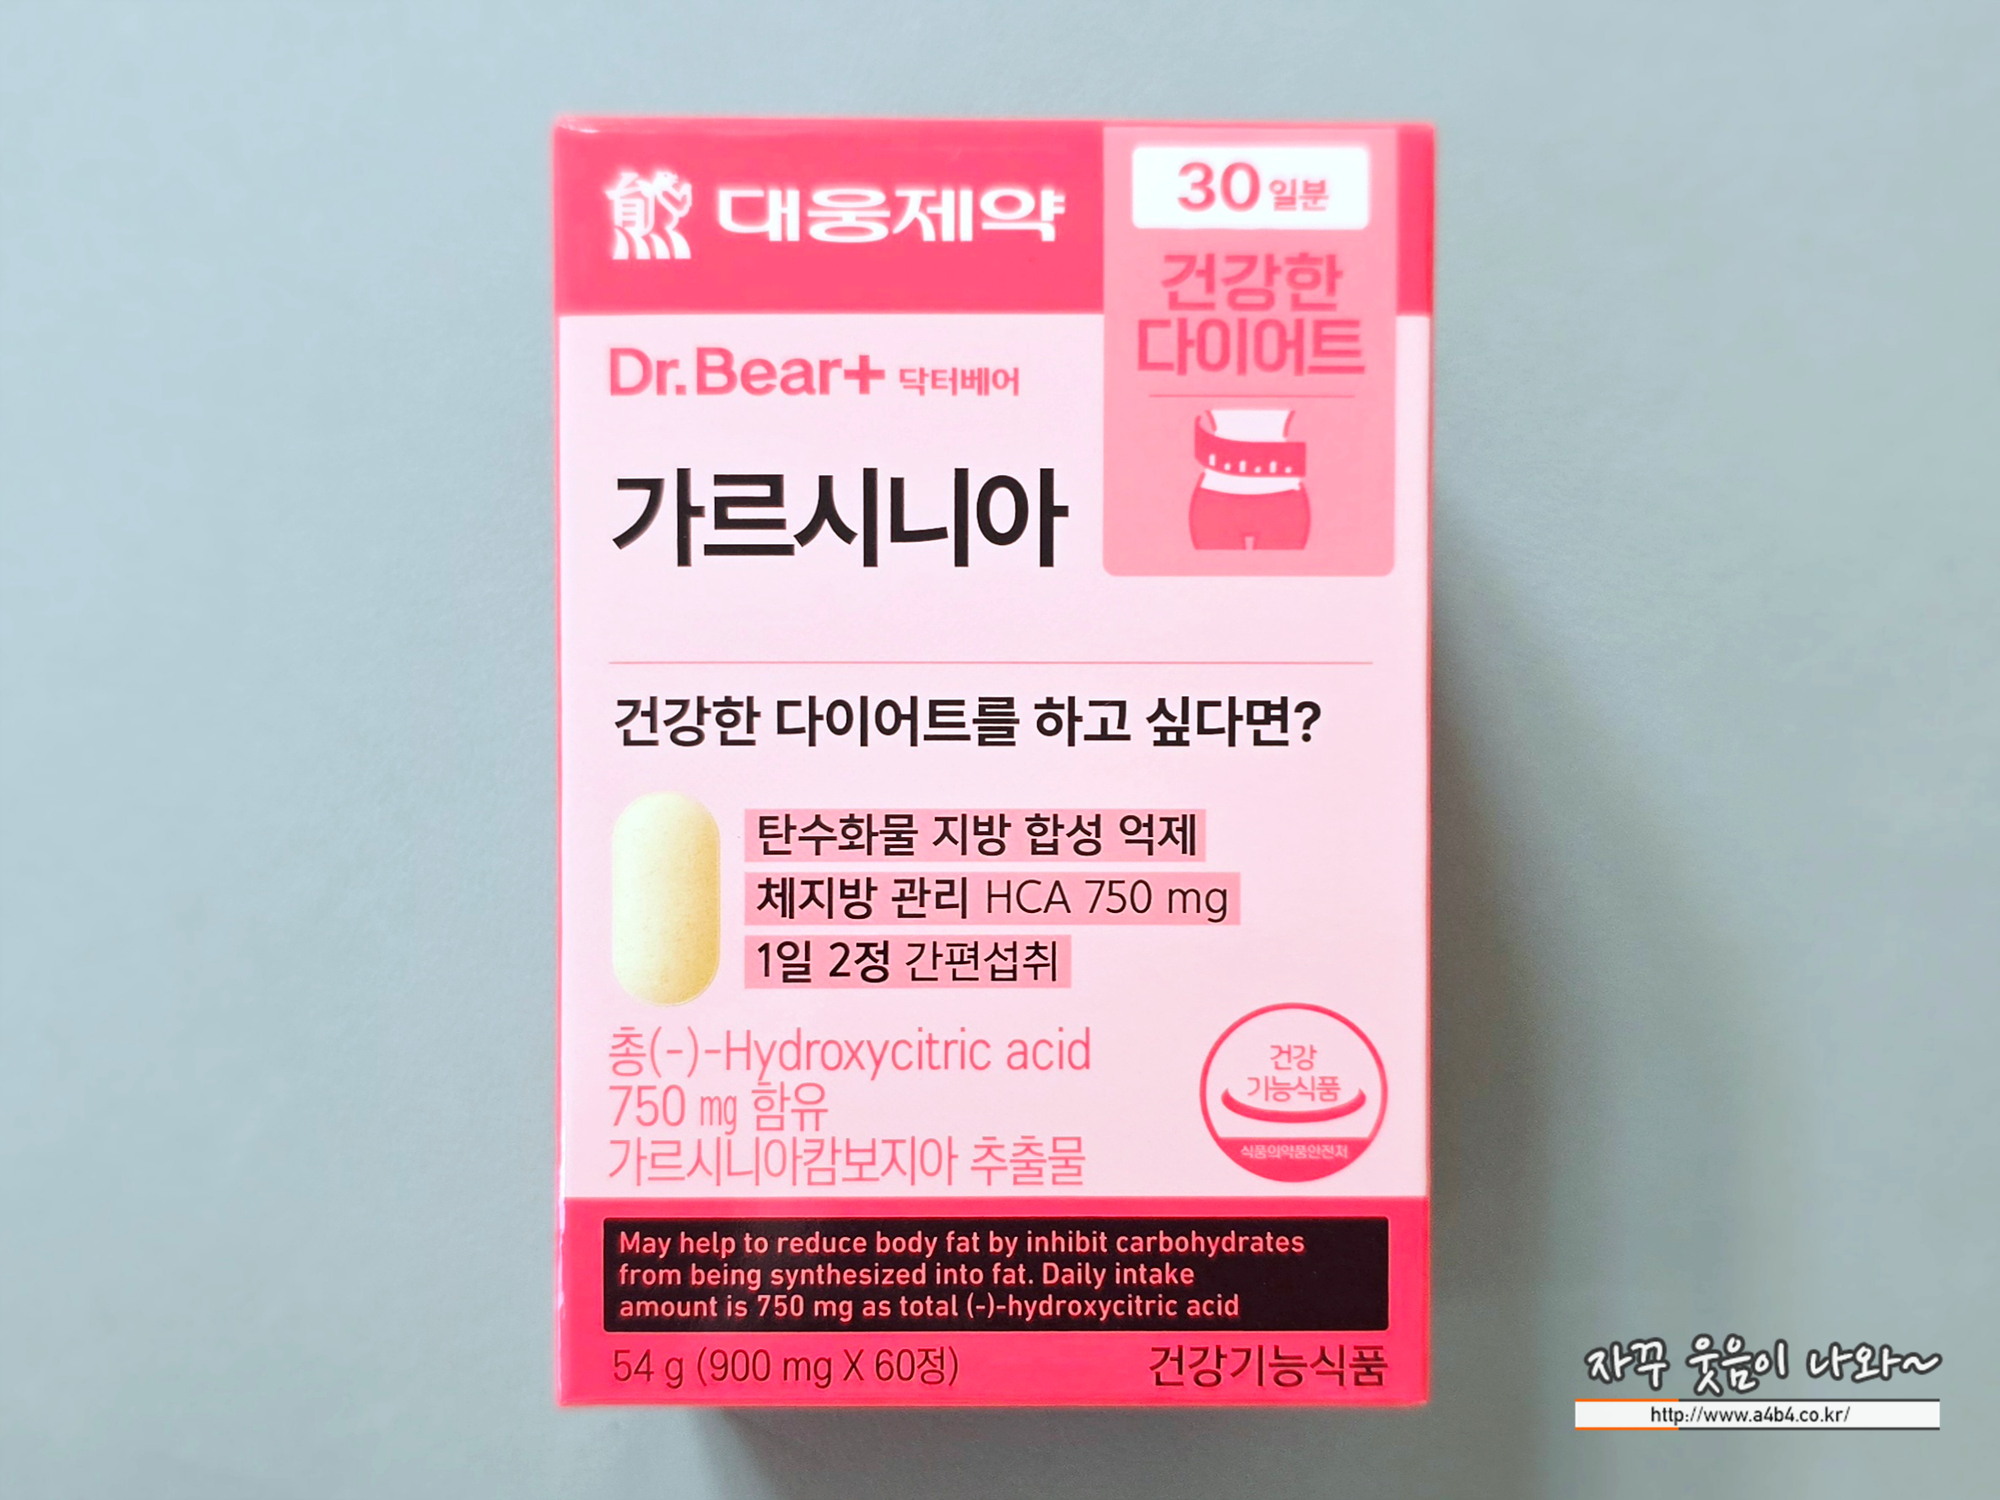 대웅제약
30일분
건강한
다이어트
Dr.Bear+ 닥터베어
가르시니아
건강한 다이어트를 하고 싶다면?
탄수화물 지방 합성 억제
체지방 관리 HCA 750 mg
1일 2정 간편섭취
총(-)-Hydroxycitric acid
750 mg 함유
가르시니아캄보지아 추출물
건강
기능식품
식품의약품안전처
May help to reduce body fat by inhibit carbohydrates
from being synthesized into fat. Daily intake
amount is 750 mg as total (-)-hydroxycitric acid
54 g (900 mg X 60정)
건강기능식품
자꾸 웃음이 나와~
http://www.a4b4.co.kr/